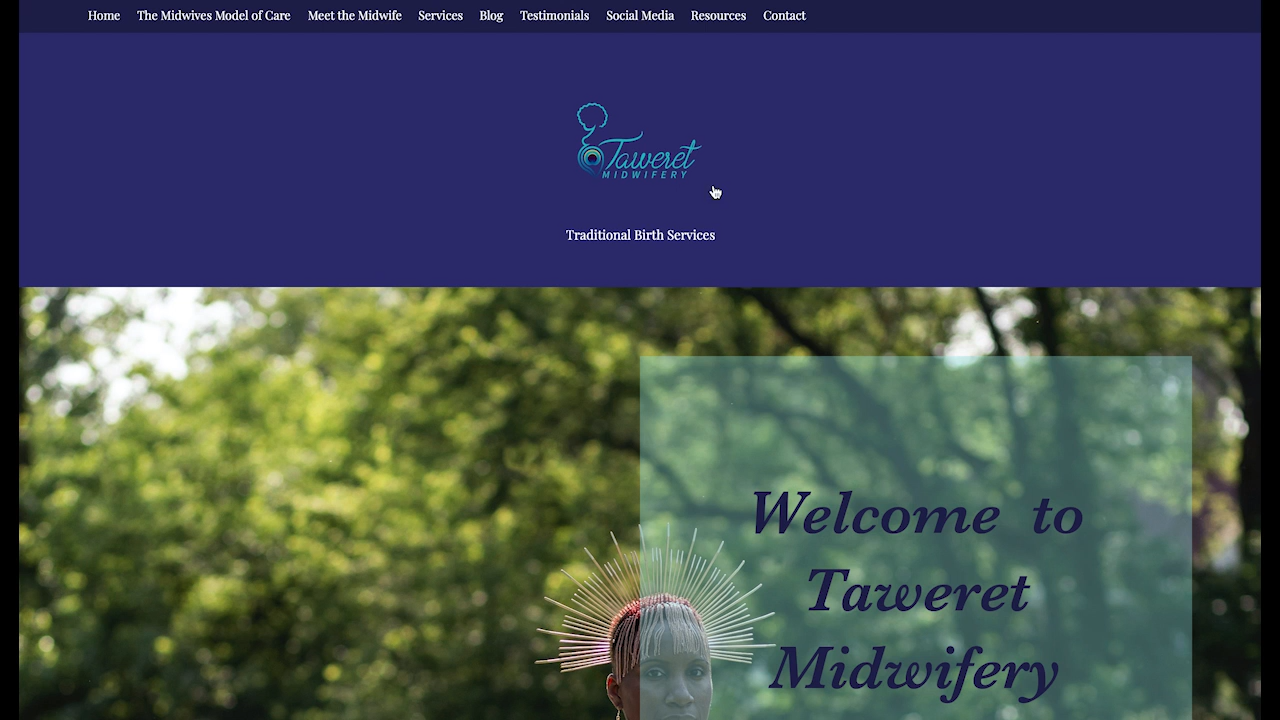 Home The Midwives Model of Care Meet the Midwife Services Blog Testimonials Social Media Resources Contact
Taweret
MIDWIFERY
Traditional Birth Services
Welcome to
Taweret
Midwifery